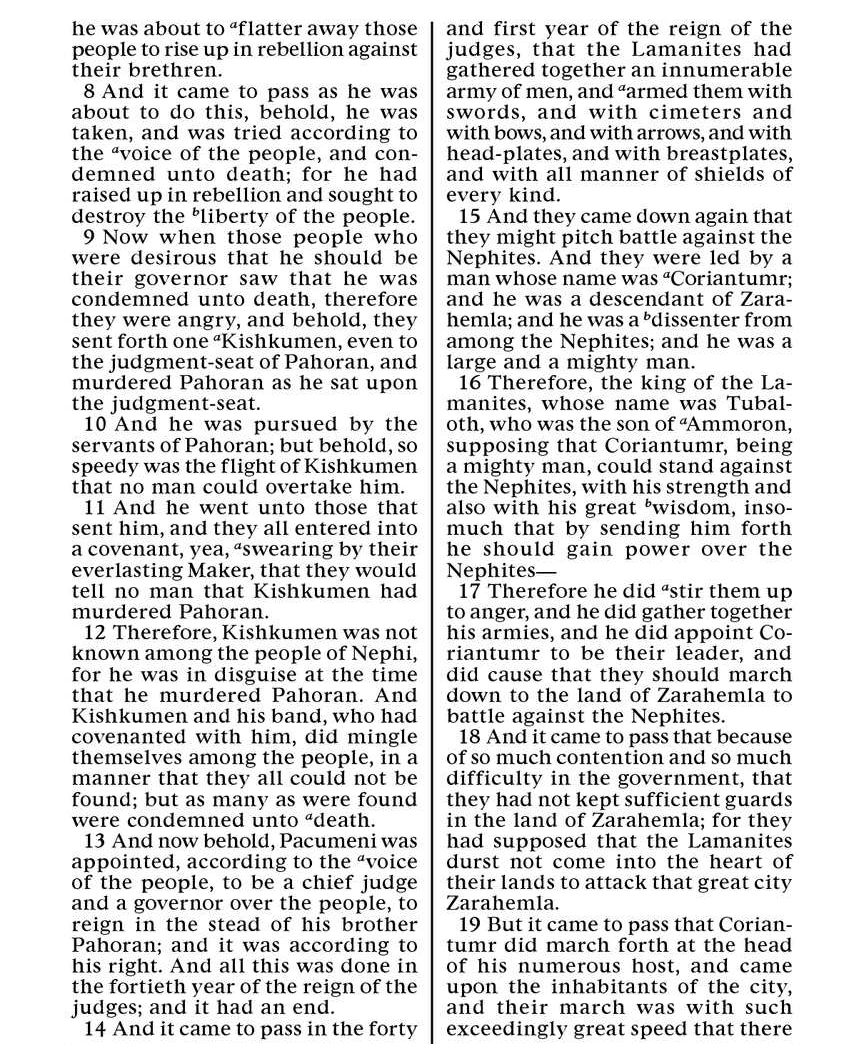 he was about to ᵃflatter away those
people to rise up in rebellion against
their brethren.
8 And it came to pass as he was
about to do this, behold, he was
taken, and was tried according to
the ᵃvoice of the people, and con-
demned unto death; for he had
raised up in rebellion and sought to
destroy the ᵇliberty of the people.
9 Now when those people who
were desirous that he should be
their governor saw that he was
condemned unto death, therefore
they were angry, and behold, they
sent forth one ᵃKishkumen, even to
the judgment-seat of Pahoran, and
murdered Pahoran as he sat upon
the judgment-seat.
10 And he was pursued by the
servants of Pahoran; but behold, so
speedy was the flight of Kishkumen
that no man could overtake him.
11 And he went unto those that
sent him, and they all entered into
a covenant, yea, ᵃswearing by their
everlasting Maker, that they would
tell no man that Kishkumen had
murdered Pahoran.
12 Therefore, Kishkumen was not
known among the people of Nephi,
for he was in disguise at the time
that he murdered Pahoran. And
Kishkumen and his band, who had
covenanted with him, did mingle
themselves among the people, in a
manner that they all could not be
found; but as many as were found
were condemned unto ᵃdeath.
13 And now behold, Pacumeni was
appointed, according to the ᵃvoice
of the people, to be a chief judge
and a governor over the people, to
reign in the stead of his brother
Pahoran; and it was according to
his right. And all this was done in
the fortieth year of the reign of the
judges; and it had an end.
14 And it came to pass in the forty
and first year of the reign of the
judges, that the Lamanites had
gathered together an innumerable
army of men, and ᵃarmed them with
swords, and with cimeters and
with bows, and with arrows, and with
head-plates, and with breastplates,
and with all manner of shields of
every kind.
15 And they came down again that
they might pitch battle against the
Nephites. And they were led by a
man whose name was ᵃCoriantumr;
and he was a descendant of Zara-
hemla; and he was a ᵇdissenter from
among the Nephites; and he was a
large and a mighty man.
16 Therefore, the king of the La-
manites, whose name was Tubal-
oth, who was the son of ᵃAmmoron,
supposing that Coriantumr, being
a mighty man, could stand against
the Nephites, with his strength and
also with his great ᵇwisdom, inso-
much that by sending him forth
he should gain power over the
Nephites—
17 Therefore he did ᵃstir them up
to anger, and he did gather together
his armies, and he did appoint Co-
riantumr to be their leader, and
did cause that they should march
down to the land of Zarahemla to
battle against the Nephites.
18 And it came to pass that because
of so much contention and so much
difficulty in the government, that
they had not kept sufficient guards
in the land of Zarahemla; for they
had supposed that the Lamanites
durst not come into the heart of
their lands to attack that great city
Zarahemla.
19 But it came to pass that Corian-
tumr did march forth at the head
of his numerous host, and came
upon the inhabitants of the city,
and their march was with such
exceedingly great speed that there